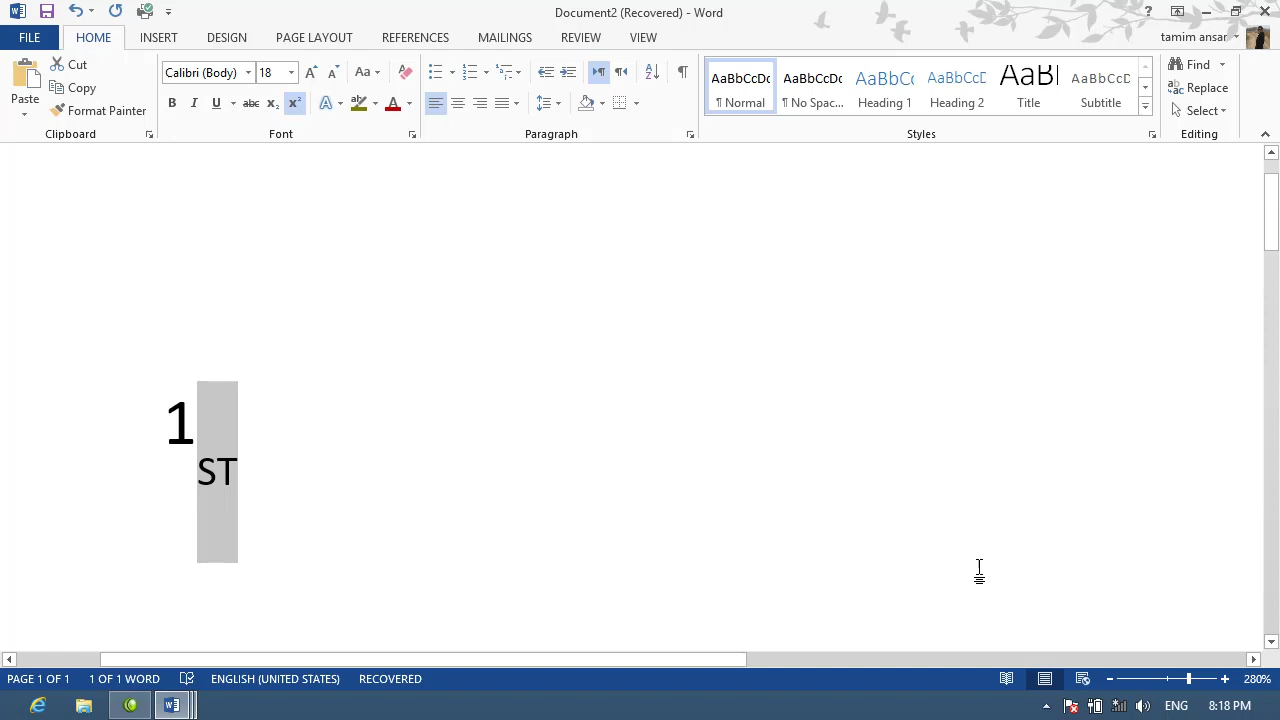 Document2 (Recovered) - Word
FILE HOME INSERT DESIGN PAGE LAYOUT REFERENCES MAILINGS REVIEW VIEW tamim ansar
Paste
Cut
Copy
Format Painter
Clipboard
Calibri (Body) 18
Font
Paragraph
AaBbCcDc AaBbCcDc AaBbCc AaBbCcD AaBl AaBbCcD
¶ Normal ¶ No Spac... Heading 1 Heading 2 Title Subtitle
Styles
Find
Replace
Select
Editing
1
ST
PAGE 1 OF 1 1 OF 1 WORD ENGLISH (UNITED STATES) RECOVERED 280%
ENG 8:18 PM